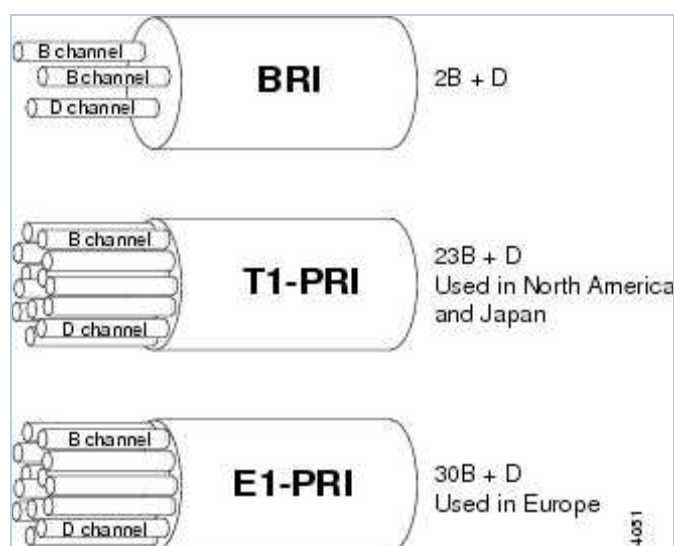 B channel
B channel
D channel
BRI
2B + D
B channel
D channel
T1-PRI
23B + D
Used in North America
and Japan
B channel
D channel
E1-PRI
30B + D
Used in Europe
4051